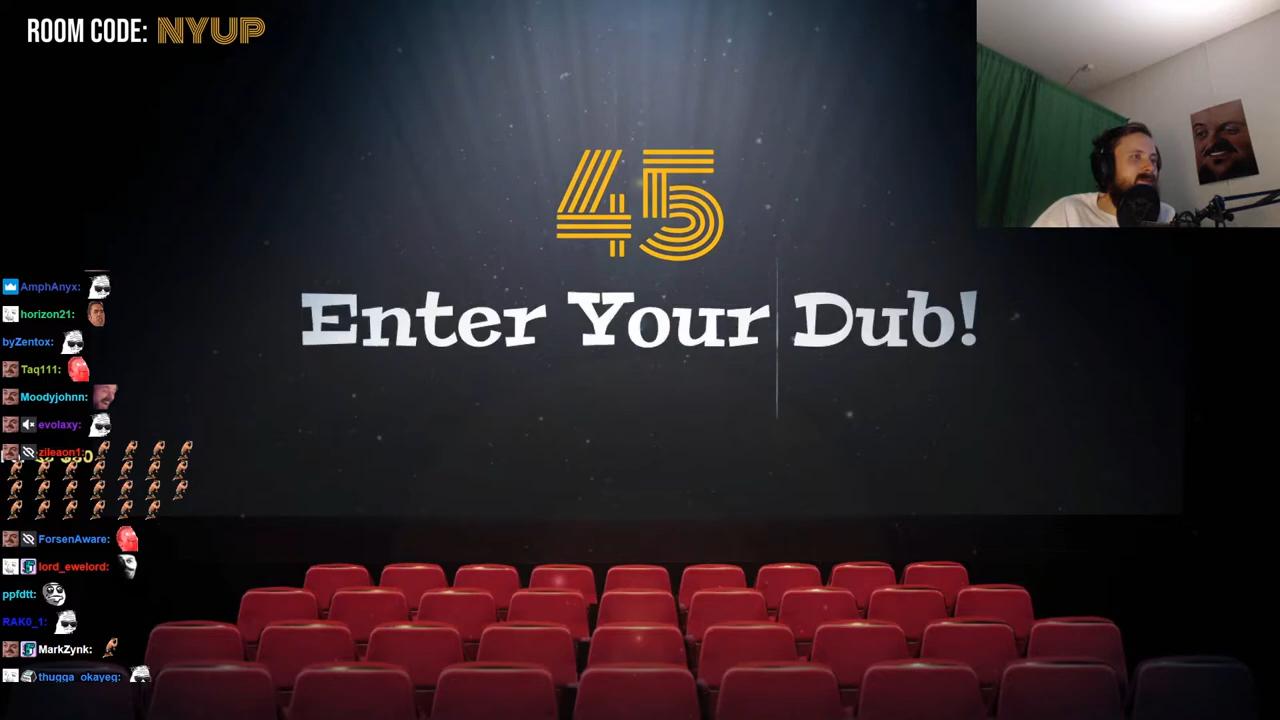 ROOM CODE: NYUP
45
Enter Your Dub!
AmphAnyx:
horizon21:
byZentox:
Taq111:
Moodyjohnn:
evolaxy:
zileaon1:
ForsenAware:
lord_ewelord:
ppfdtt:
RAK0_1:
MarkZynk:
thugga_okayeg: